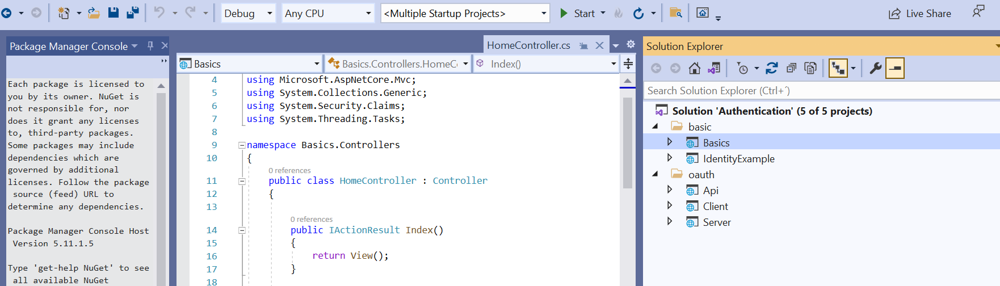 Debug
Any CPU
<Multiple Startup Projects>
Start
Live Share
Package Manager Console
Each package is licensed to
you by its owner. NuGet is
not responsible for, nor
does it grant any licenses
to, third-party packages.
Some packages may include
dependencies which are
governed by additional
licenses. Follow the package
source (feed) URL to
determine any dependencies.
Package Manager Console Host
Version 5.11.1.5
Type 'get-help NuGet' to see
all available NuGet
HomeController.cs
Basics
Basics.Controllers.HomeC
Index()
4 using Microsoft.AspNetCore.Mvc;
5 using System.Collections.Generic;
6 using System.Security.Claims;
7 using System.Threading.Tasks;
8
9 namespace Basics.Controllers
10 {
0 references
11 public class HomeController : Controller
12 {
13
0 references
14 public IActionResult Index()
15 {
16 return View();
17 }
18
Solution Explorer
Search Solution Explorer (Ctrl+´)
Solution 'Authentication' (5 of 5 projects)
basic
Basics
IdentityExample
oauth
Api
Client
Server